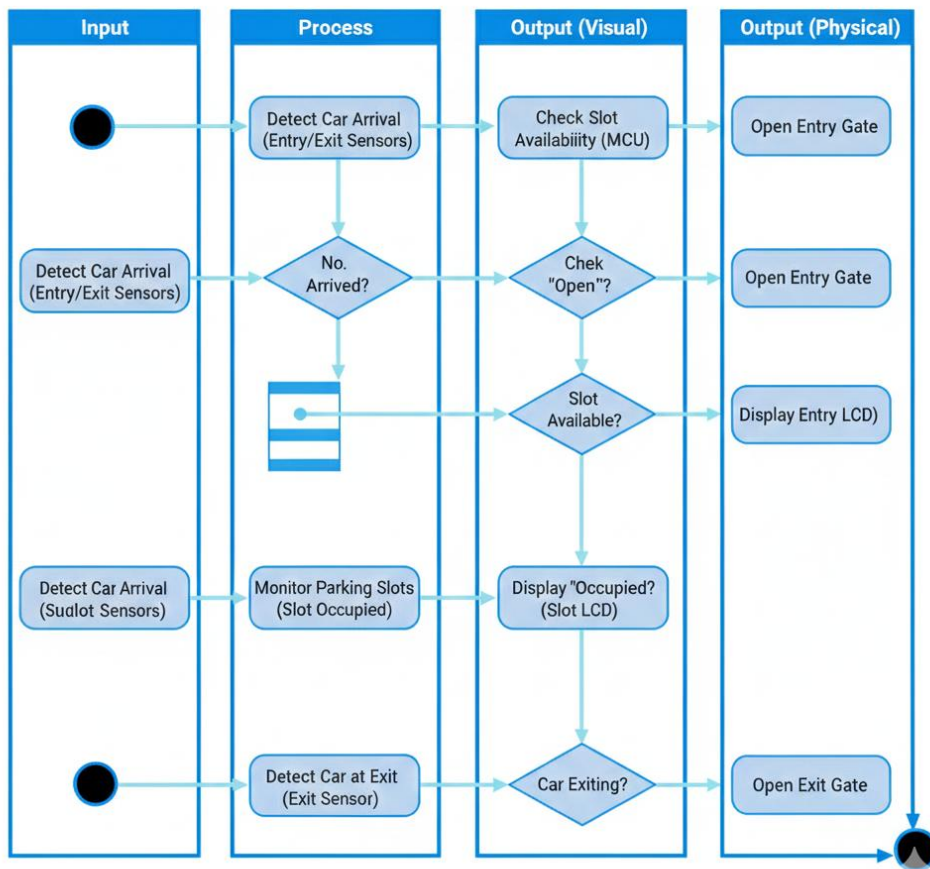 Input
Process
Output (Visual)
Output (Physical)
Detect Car Arrival
(Entry/Exit Sensors)
Check Slot
Availabiiity (MCU)
Open Entry Gate
Detect Car Arrival
(Entry/Exit Sensors)
No.
Arrived?
Chek
"Open"?
Open Entry Gate
Slot
Available?
Display Entry LCD)
Detect Car Arrival
(Sudlot Sensors)
Monitor Parking Slots
(Slot Occupied)
Display "Occupied?
(Slot LCD)
Detect Car at Exit
(Exit Sensor)
Car Exiting?
Open Exit Gate